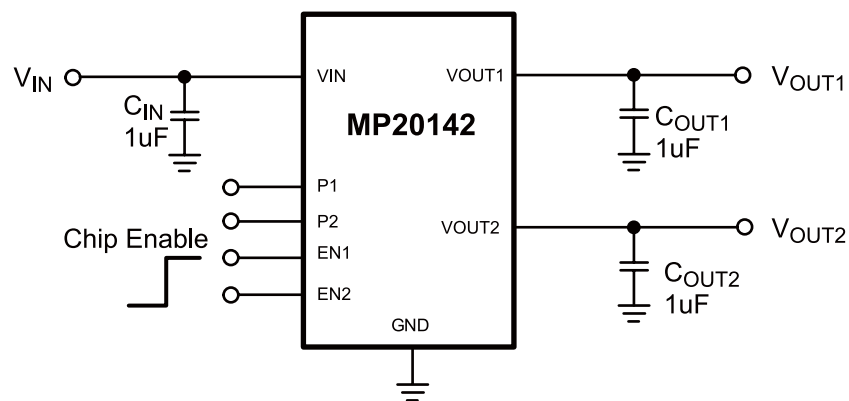 VIN
VIN
VOUT1
VOUT1
CIN
1uF
MP20142
COUT1
1uF
P1
P2
VOUT2
VOUT2
Chip Enable
EN1
EN2
COUT2
1uF
GND